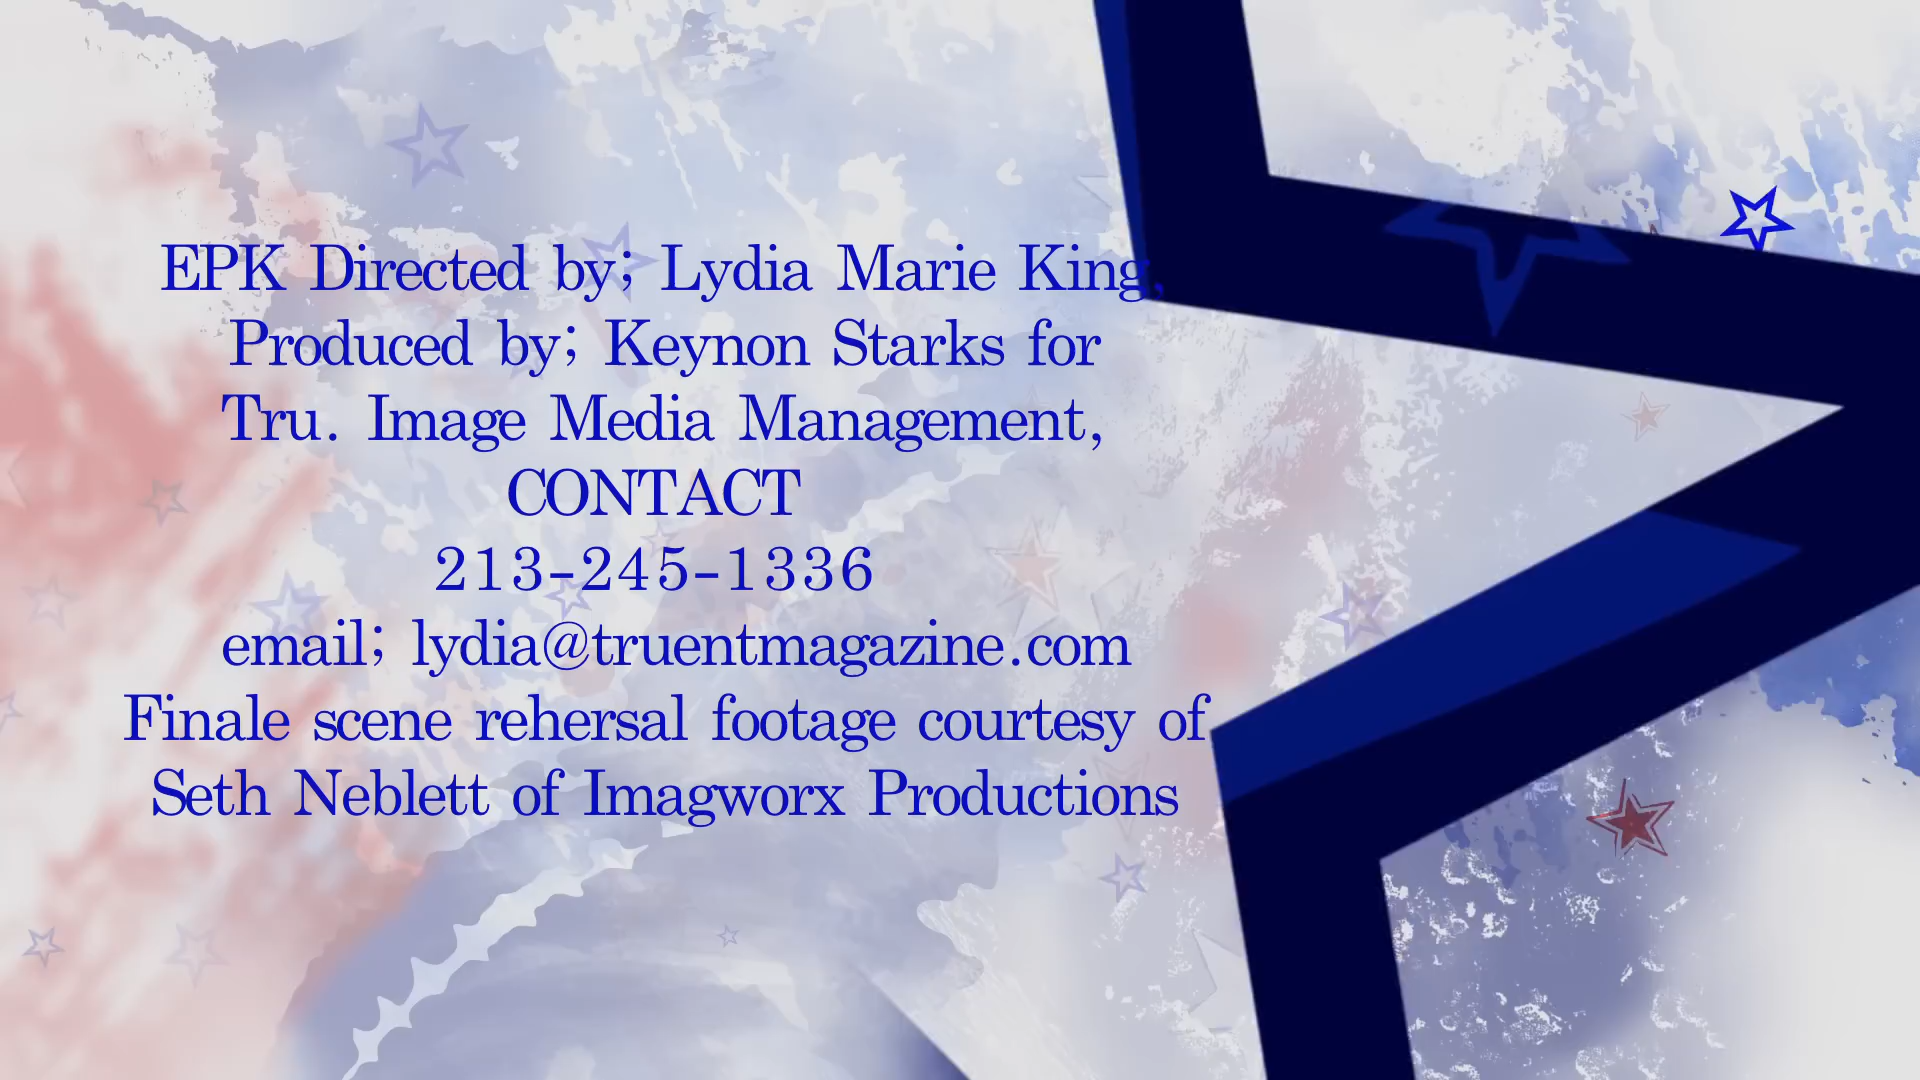 EPK Directed by; Lydia Marie King,
Produced by; Keynon Starks for
Tru. Image Media Management,
CONTACT
213-245-1336
email; lydia@truentmagazine.com
Finale scene rehersal footage courtesy of
Seth Neblett of Imagworx Productions